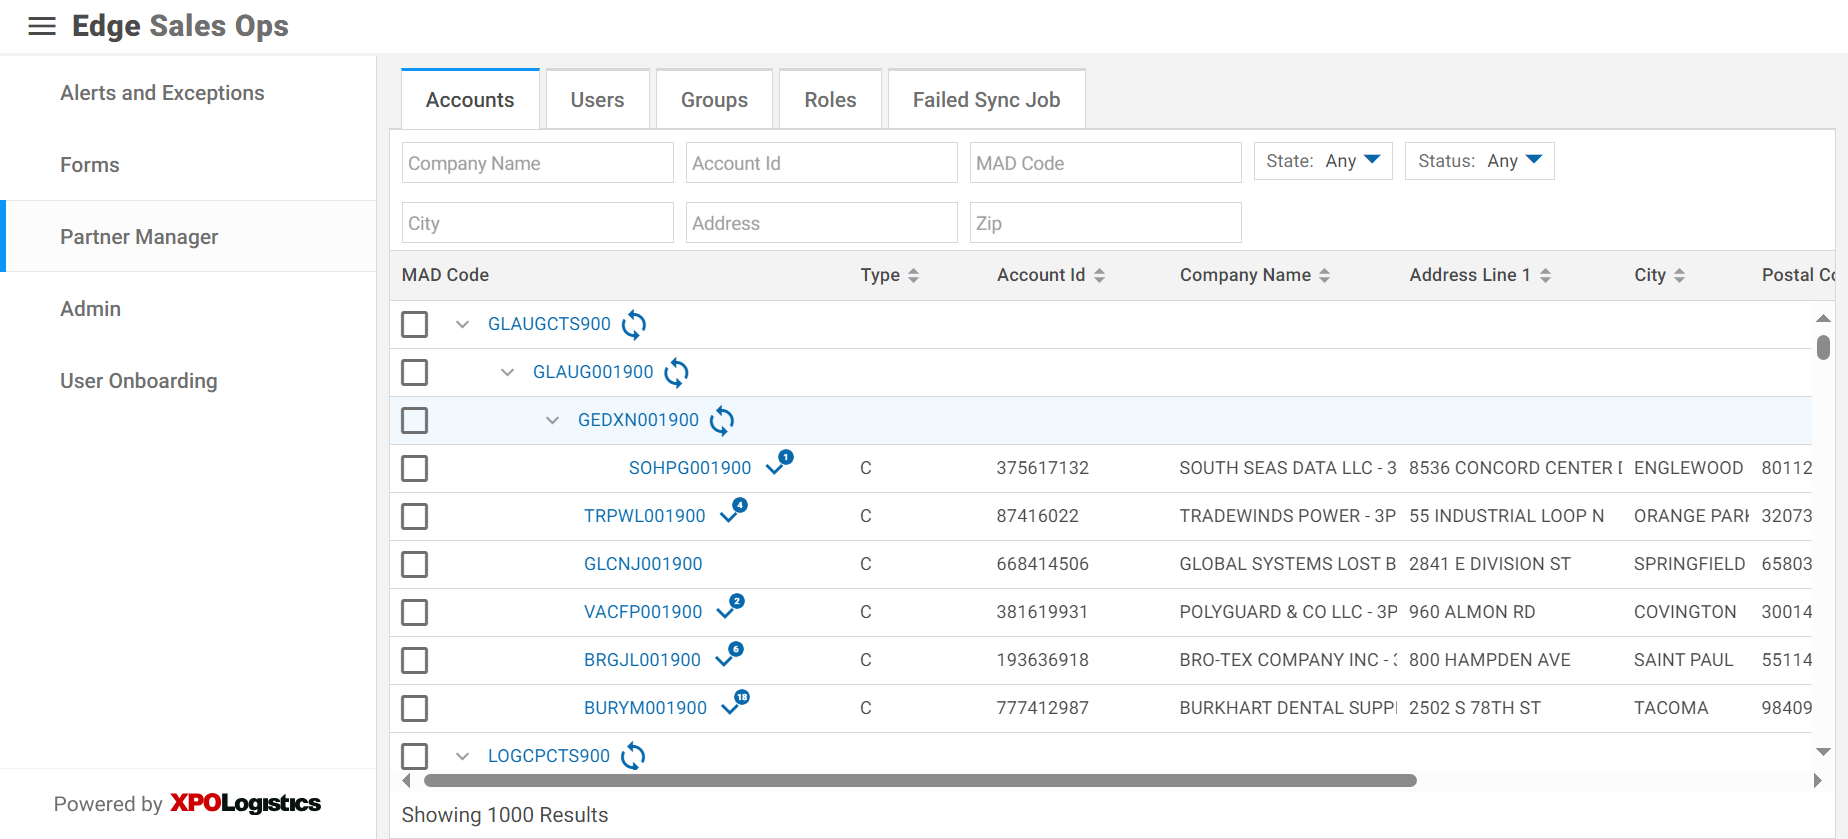 Edge Sales Ops
Alerts and Exceptions
Forms
Partner Manager
Admin
User Onboarding
Powered by XPOLogistics
Accounts Users Groups Roles Failed Sync Job
Company Name Account Id MAD Code State: Any Status: Any
City Address Zip
MAD Code Type Account Id Company Name Address Line 1 City Postal Co
GLAUGCTS900
GLAUG001900
GEDXN001900
SOHPG001900 1 C 375617132 SOUTH SEAS DATA LLC - 3 8536 CONCORD CENTER D ENGLEWOOD 80112
TRPWL001900 4 C 87416022 TRADEWINDS POWER - 3P 55 INDUSTRIAL LOOP N ORANGE PARK 32073
GLCNJ001900 C 668414506 GLOBAL SYSTEMS LOST B 2841 E DIVISION ST SPRINGFIELD 65803
VACFP001900 2 C 381619931 POLYGUARD & CO LLC - 3P 960 ALMON RD COVINGTON 30014
BRGJL001900 6 C 193636918 BRO-TEX COMPANY INC - 3 800 HAMPDEN AVE SAINT PAUL 55114
BURYM001900 18 C 777412987 BURKHART DENTAL SUPPL 2502 S 78TH ST TACOMA 98409
LOGCPCTS900
Showing 1000 Results